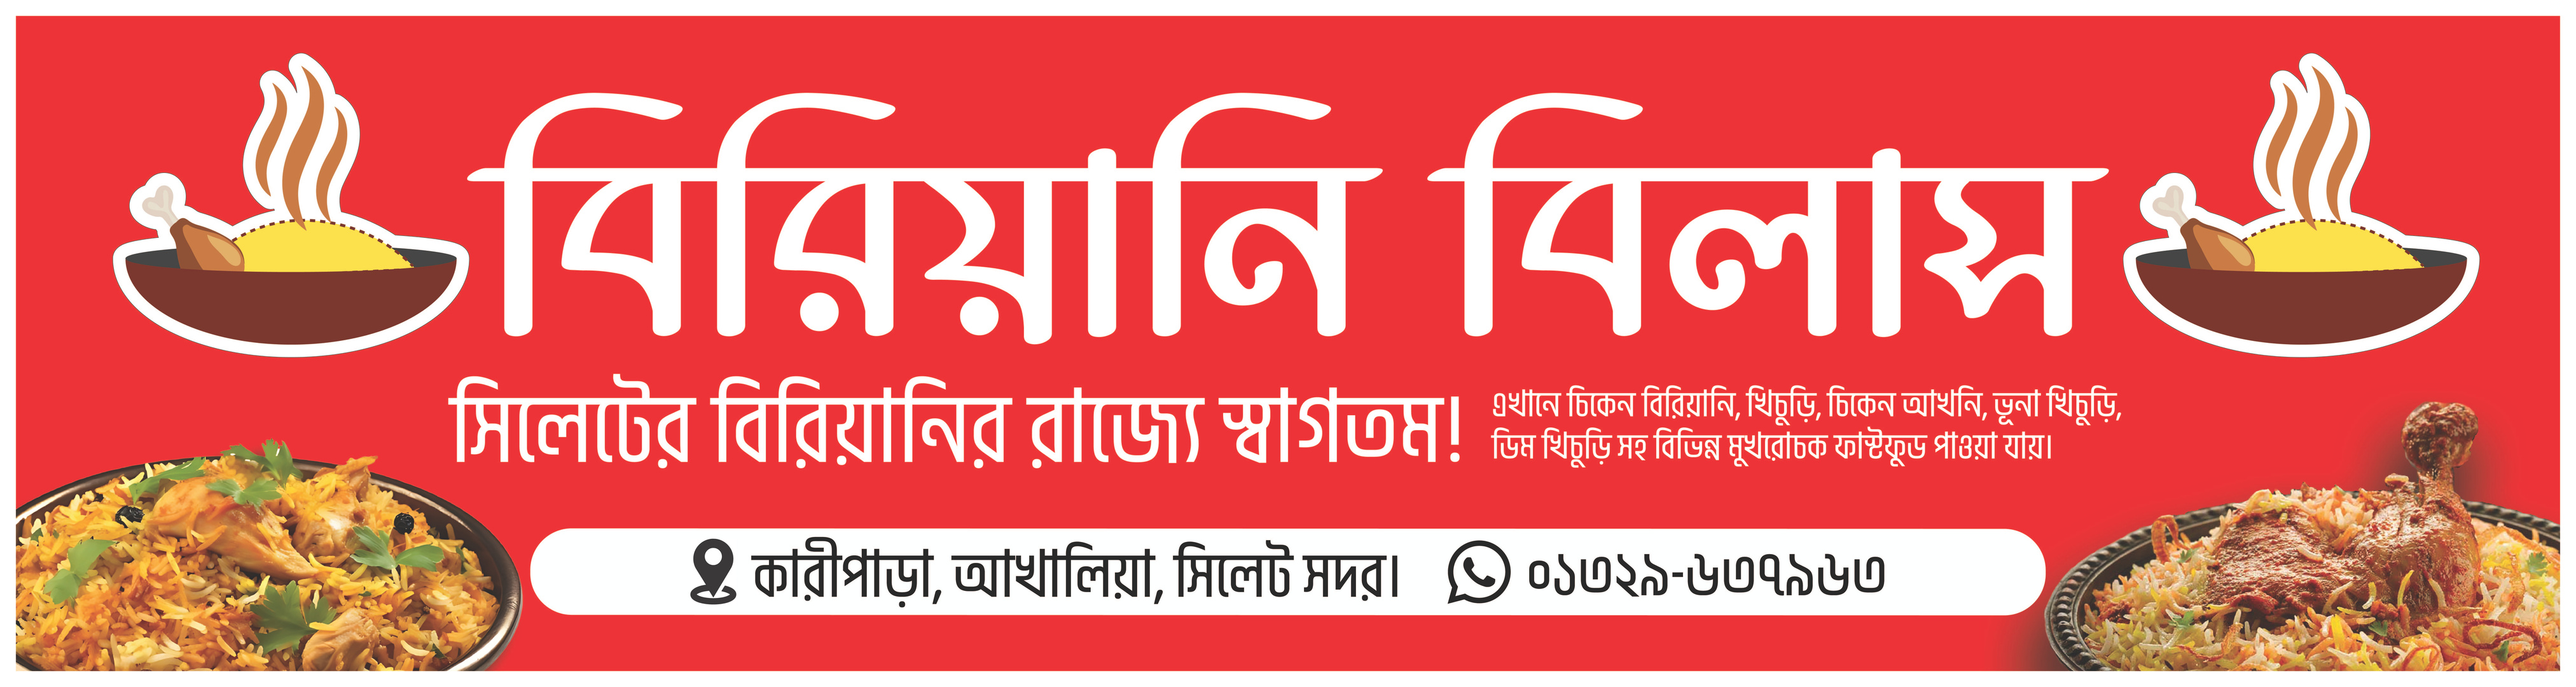 বিরিয়ানি বিলাস
সিলেটের বিরিয়ানির রাজ্যে স্বাগতম!
এখানে চিকেন বিরিয়ানি, খিচুড়ি, চিকেন আখনি, ভূনা খিচুড়ি,
ডিম খিচুড়ি সহ বিভিন্ন মুখরোচক ফাস্টফুড পাওয়া যায়।
কারীপাড়া, আখালিয়া, সিলেট সদর।
০১৩২৯-৬৩৭৯৬৩